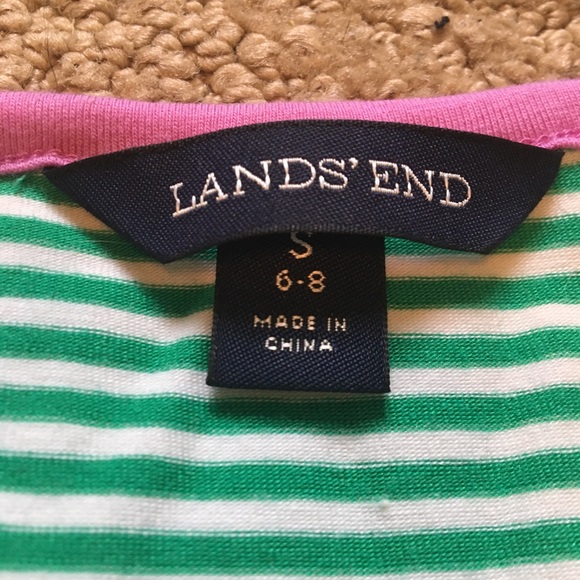 LANDS' END
S
6-8
MADE IN
CHINA